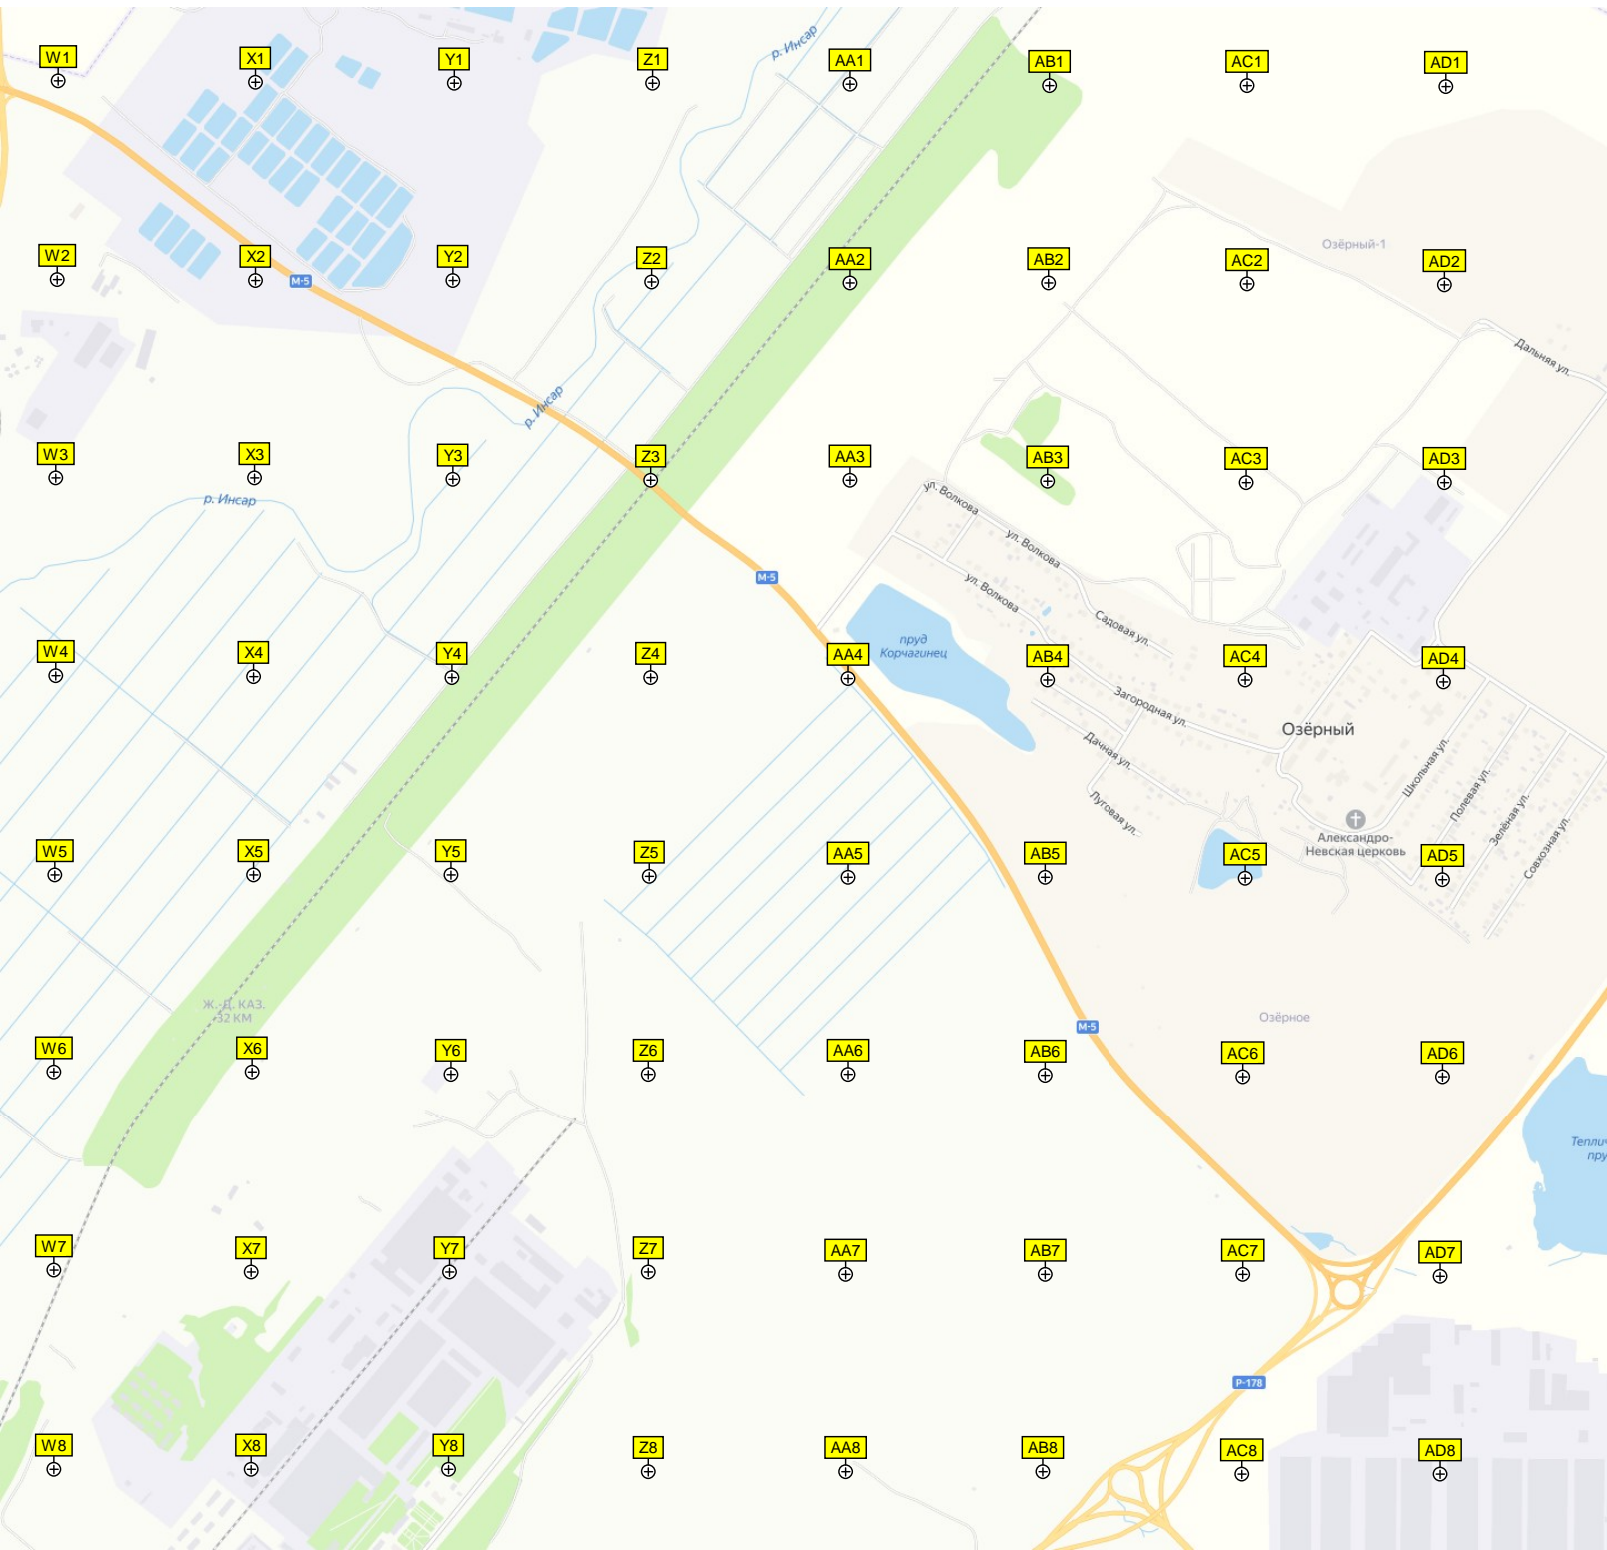 р. Инсар
W1
X1
Y1
Z1
AA1
AB1
AC1
AD1
Озёрный-1
W2
X2
Y2
Z2
AA2
AB2
AC2
AD2
М-5
Дальняя ул.
р. Инсар
W3
X3
Y3
Z3
AA3
AB3
AC3
AD3
р. Инсар
ул. Волкова
ул. Волкова
М-5
ул. Волкова
Садовая ул.
пруд
Корчагинец
W4
X4
Y4
Z4
AA4
AB4
AC4
AD4
Загородная ул.
Озёрный
Дачная ул.
Школьная ул.
Полевая ул.
Луговая ул.
Зелёная ул.
Совхозная ул.
Александро-
Невская церковь
W5
X5
Y5
Z5
AA5
AB5
AC5
AD5
Ж.-Д. КАЗ.
32 КМ
Озёрное
М-5
W6
X6
Y6
Z6
AA6
AB6
AC6
AD6
W7
X7
Y7
Z7
AA7
AB7
AC7
AD7
Р-178
W8
X8
Y8
Z8
AA8
AB8
AC8
AD8